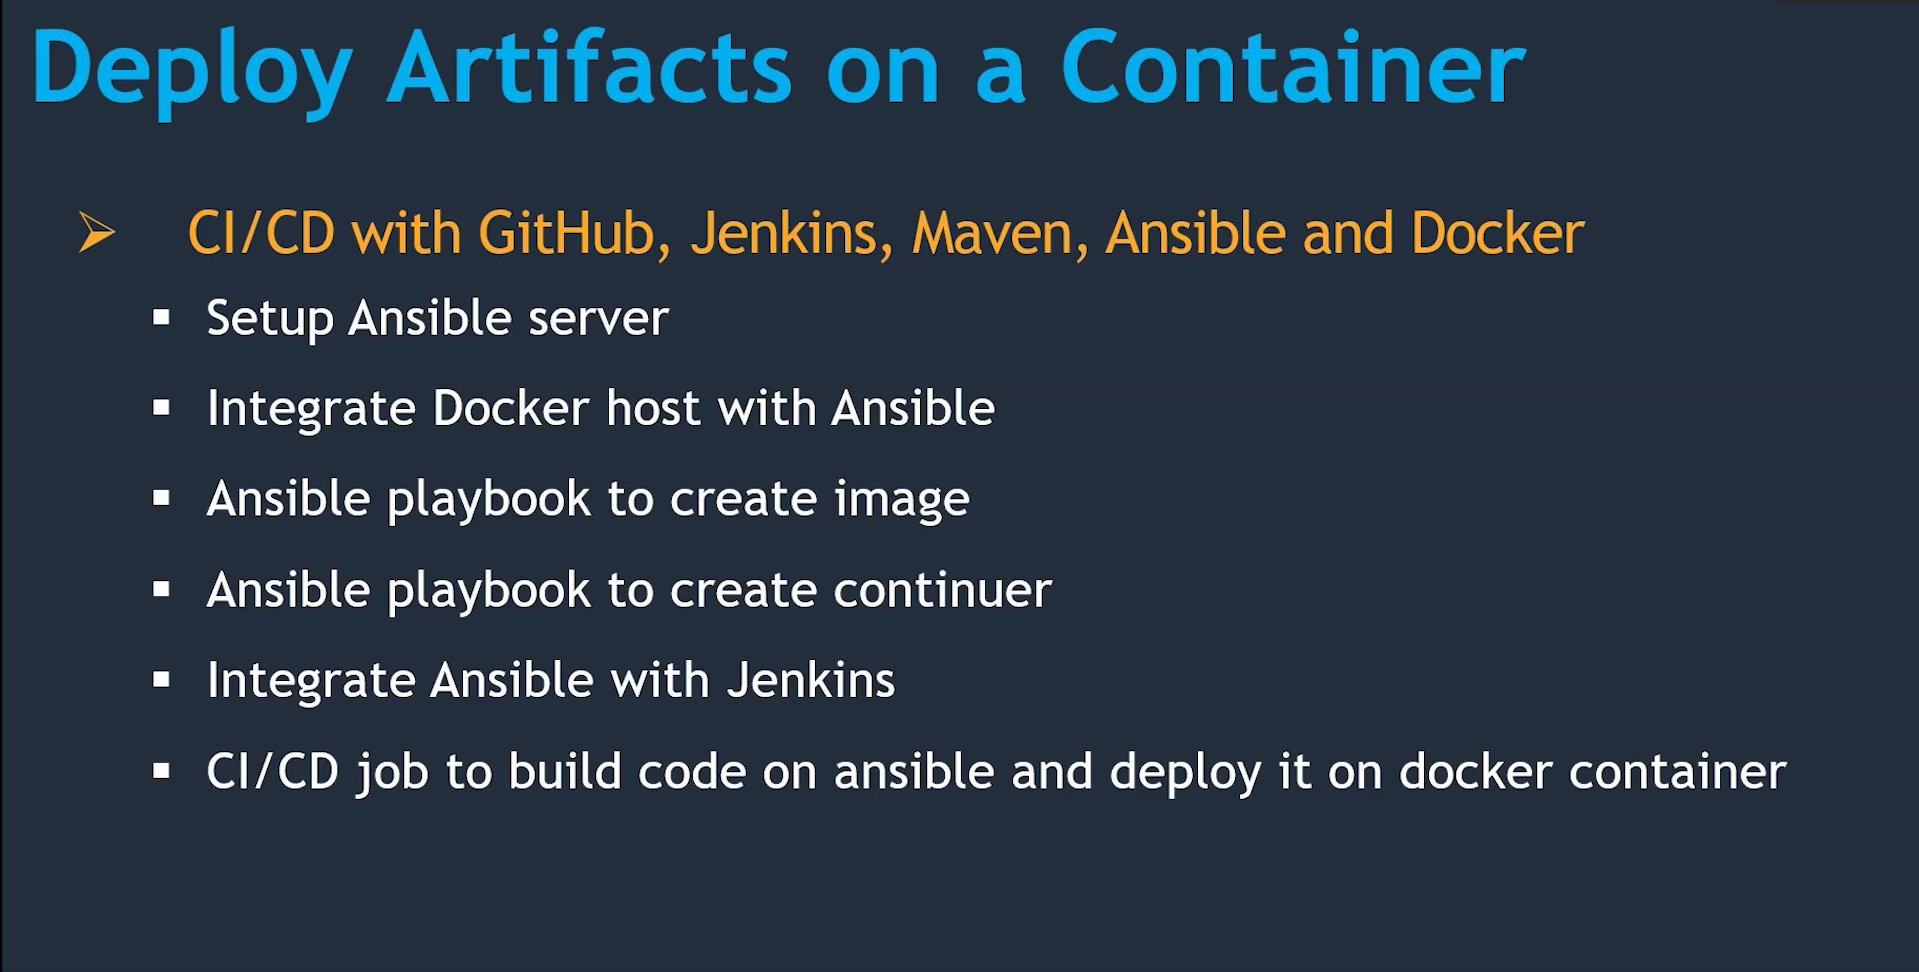 Deploy Artifacts on a Container
CI/CD with GitHub, Jenkins, Maven, Ansible and Docker
Setup Ansible server
Integrate Docker host with Ansible
Ansible playbook to create image
Ansible playbook to create continuer
Integrate Ansible with Jenkins
CI/CD job to build code on ansible and deploy it on docker container